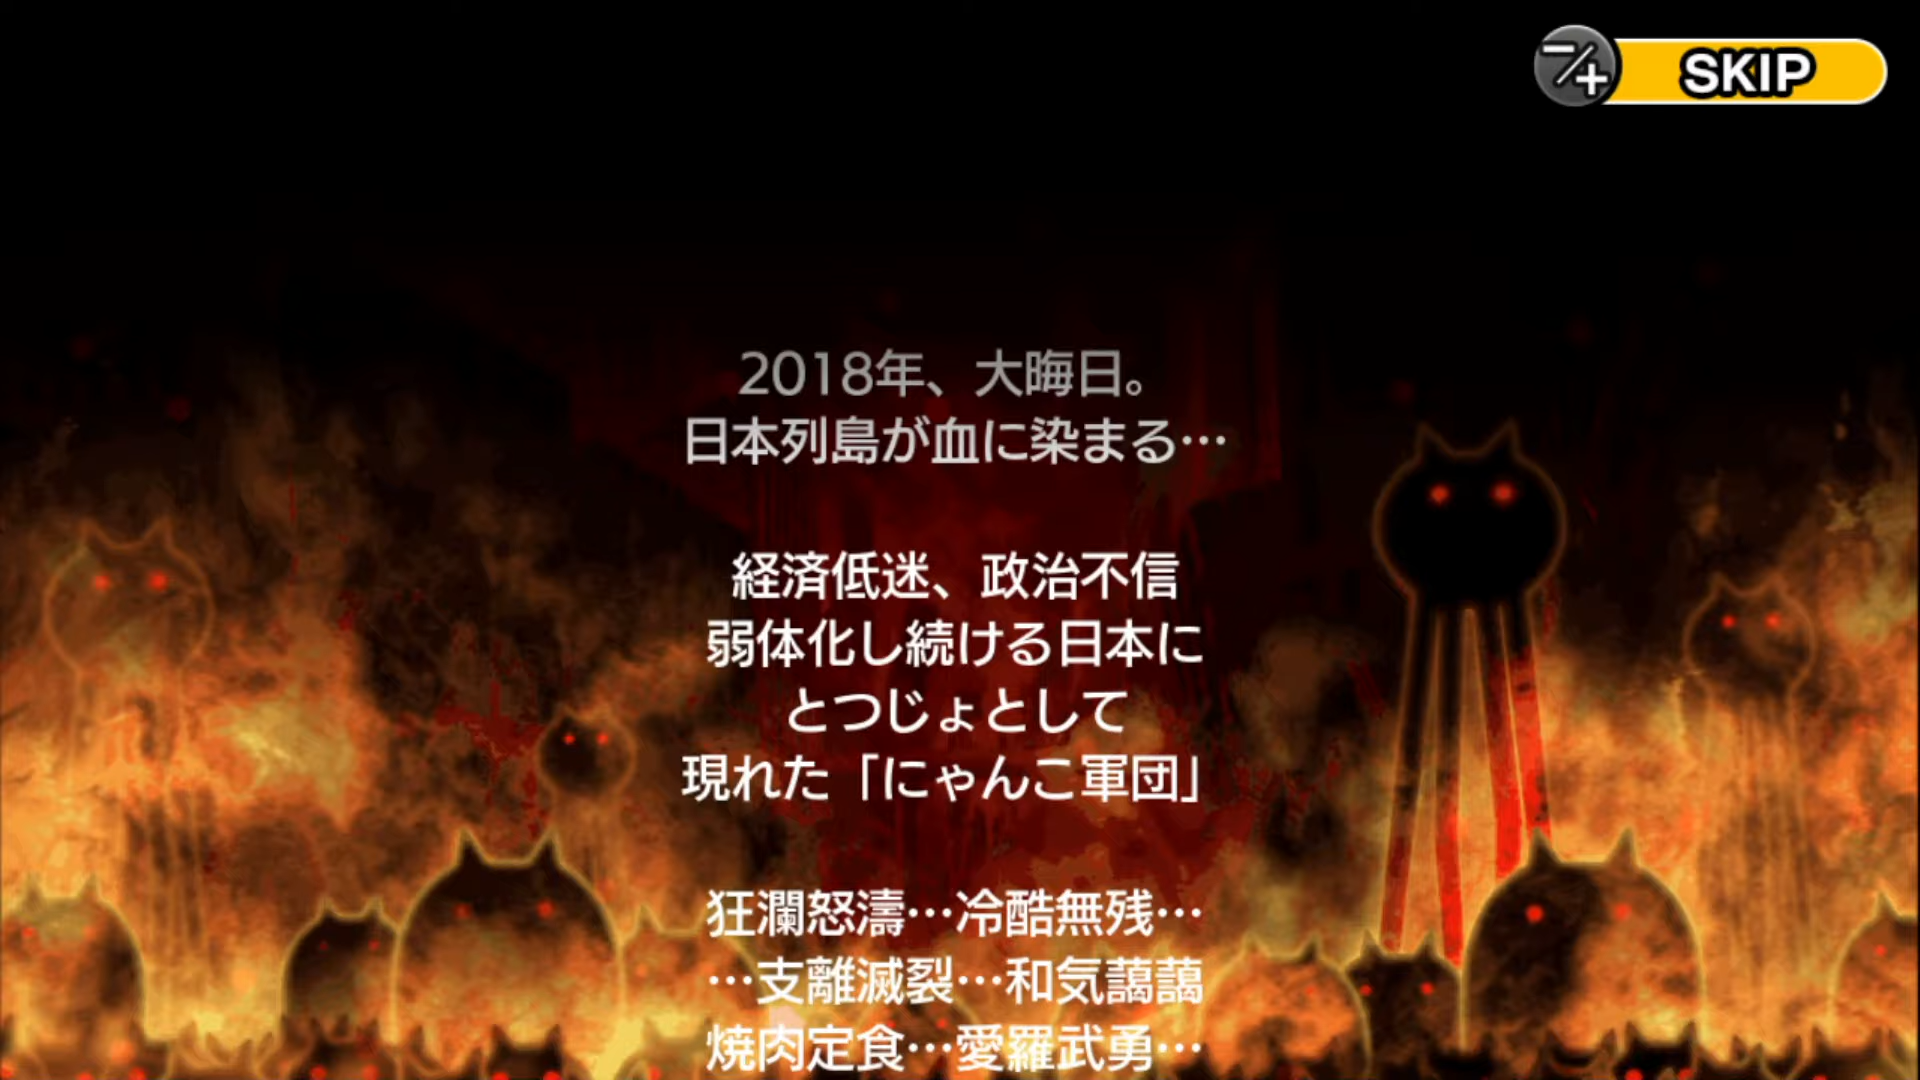 SKIP
2018年、大晦日。
日本列島が血に染まる…
経済低迷、政治不信
弱体化し続ける日本に
とつじょとして
現れた「にゃんこ軍団」
狂瀾怒濤…冷酷無残…
…支離滅裂…和気藹藹
焼肉定食…愛羅武勇…